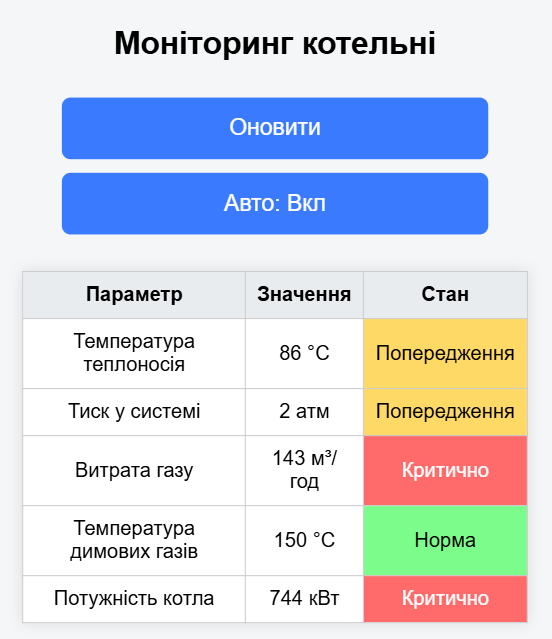 Моніторинг котельні
Оновити
Авто: Вкл
Параметр Значення Стан
Температура
теплоносія
86 °C
Попередження
Тиск у системі 2 атм Попередження
Витрата газу
143 м³/
год
Критично
Температура
димових газів
150 °C
Норма
Потужність котла 744 кВт Критично